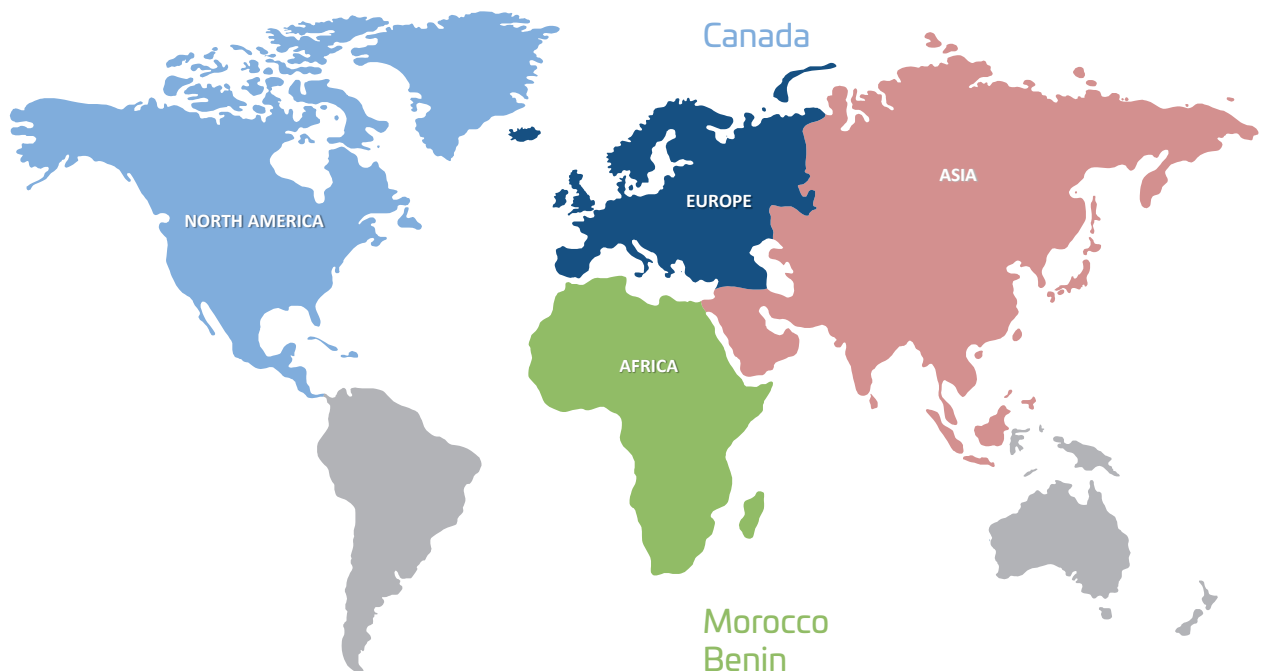 Canada
ASIA
EUROPE
NORTH AMERICA
AFRICA
Morocco
Benin